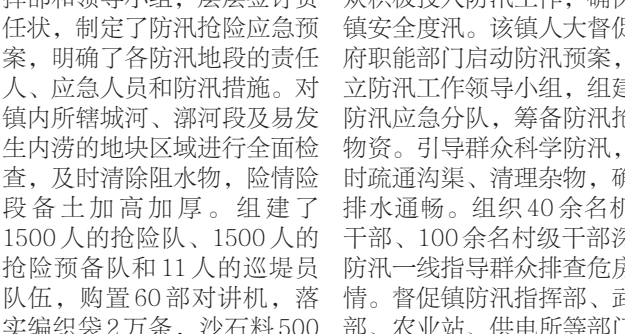 挥部和领导小组，层层签订责
任状，制定了防汛抢险应急预
案，明确了各防汛地段的责任
人、应急人员和防汛措施。对
镇内所辖城河、漷河段及易发
生内涝的地块区域进行全面检
查，及时清除阻水物，险情险
段备土加高加厚。组建了
1500人的抢险队、1500人的
抢险预备队和11人的巡堤员
队伍，购置60部对讲机，落
实编织袋2万条，沙石料500
众积极投入防汛工作，确保
镇安全度汛。该镇人大督促
府职能部门启动防汛预案，
立防汛工作领导小组，组建
防汛应急分队，筹备防汛抢
物资。引导群众科学防汛，
时疏通沟渠、清理杂物，确
排水通畅。组织40余名机
干部、100余名村级干部深
防汛一线指导群众排查危房
情。督促镇防汛指挥部、武
部、农业站、供电所等部门